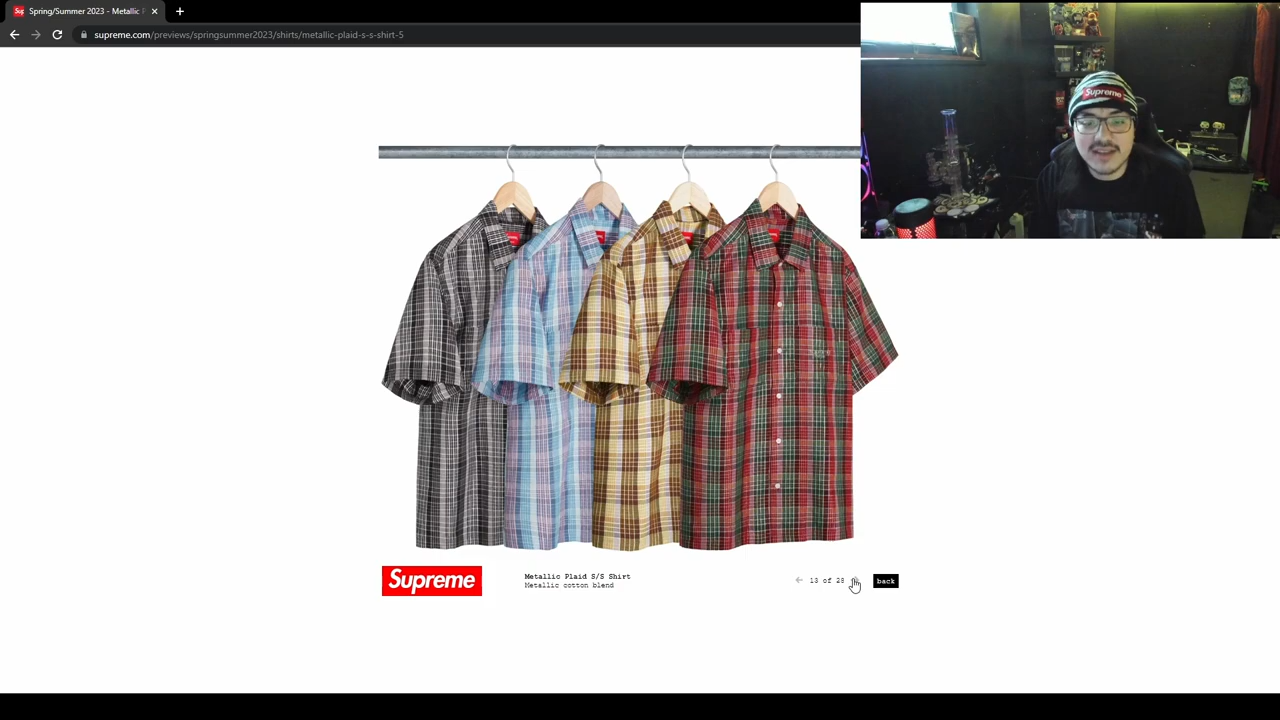 Spring/Summer 2023 - Metallic P
supreme.com/previews/springsummer2023/shirts/metallic-plaid-s-s-shirt-5
Supreme
Supreme
Metallic Plaid S/S Shirt
Metallic cotton blend
13 of 28
back